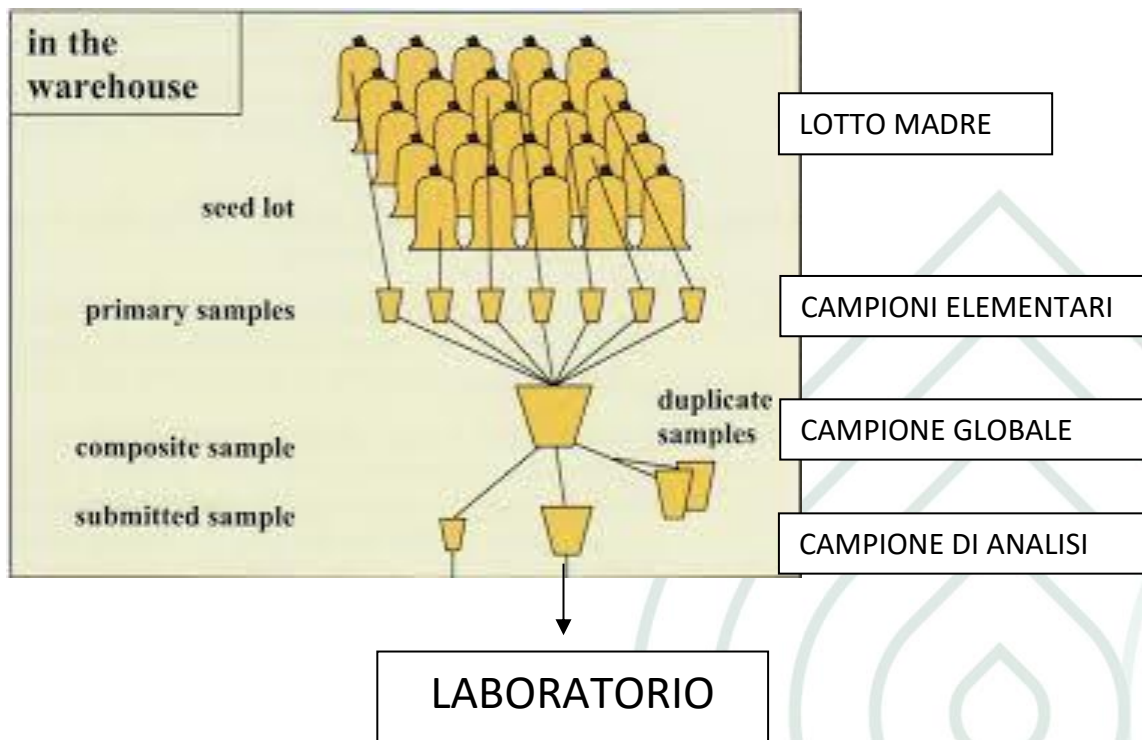 in the
warehouse
LOTTO MADRE
seed lot
primary samples
CAMPIONI ELEMENTARI
duplicate
samples
composite sample
CAMPIONE GLOBALE
submitted sample
CAMPIONE DI ANALISI
LABORATORIO